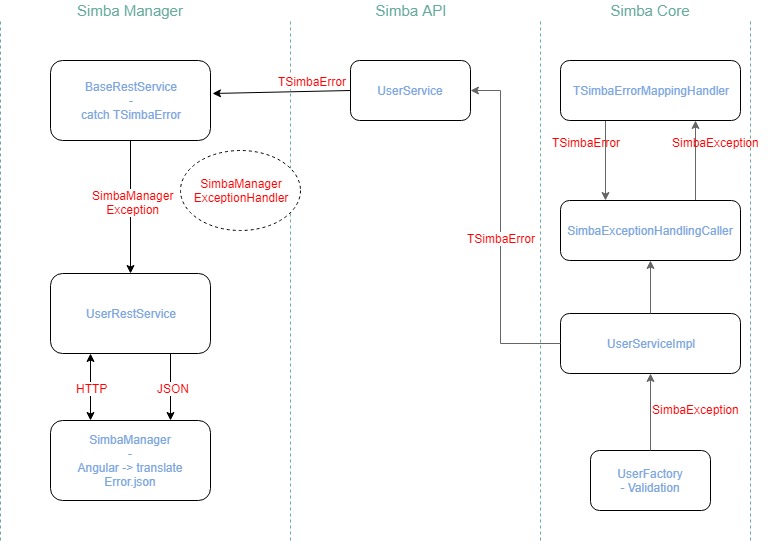 Simba Manager
Simba API
Simba Core
BaseRestService
-
catch TSimbaError
TSimbaError
UserService
TSimbaErrorMappingHandler
TSimbaError
SimbaException
SimbaManager
Exception
SimbaManager
ExceptionHandler
TSimbaError
SimbaExceptionHandlingCaller
UserRestService
UserServiceImpl
HTTP
JSON
SimbaException
SimbaManager
-
Angular -> translate
Error.json
UserFactory
- Validation